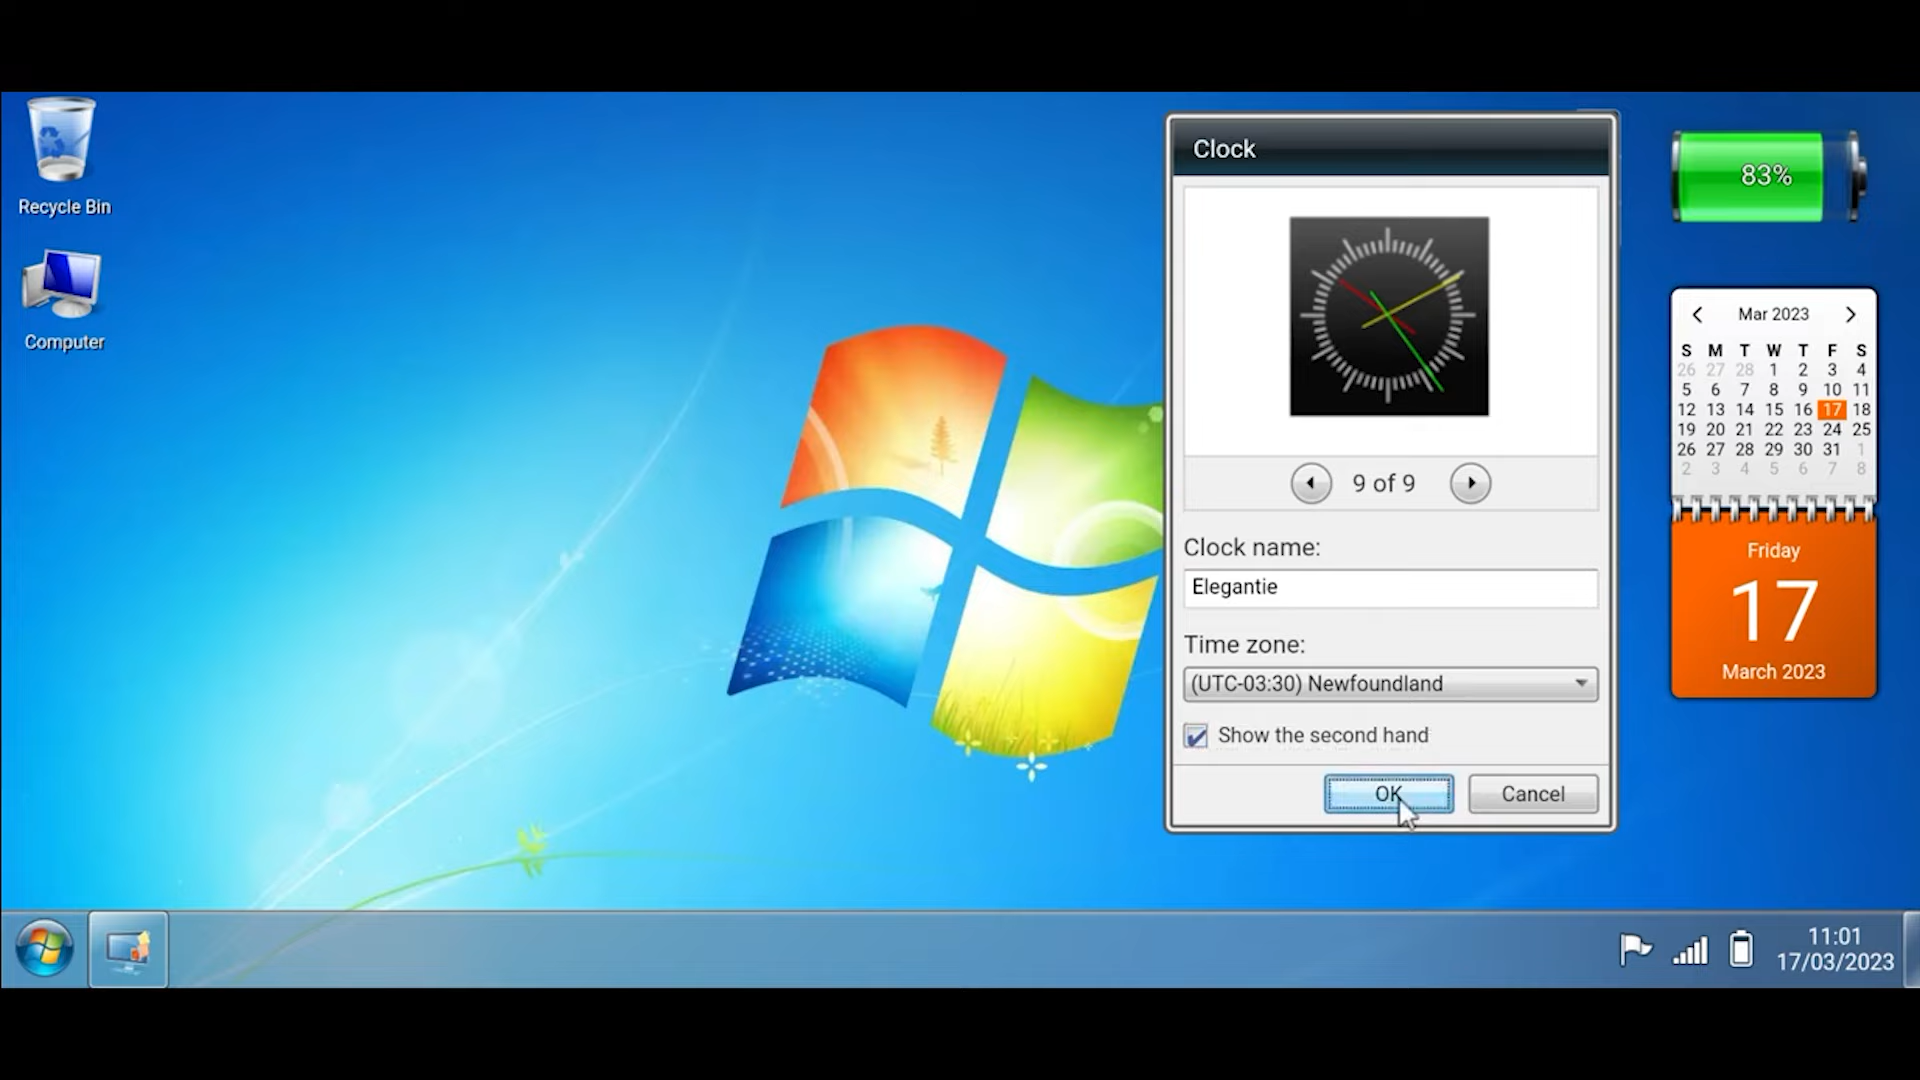 Recycle Bin
Computer
Clock
9 of 9
Clock name:
Elegantie
Time zone:
(UTC-03:30) Newfoundland
Show the second hand
OK
Cancel
83%
Mar 2023
S M T W T F S
26 27 28 1 2 3 4
5 6 7 8 9 10 11
12 13 14 15 16 17 18
19 20 21 22 23 24 25
26 27 28 29 30 31 1
2 3 4 5 6 7 8
Friday
17
March 2023
11:01
17/03/2023